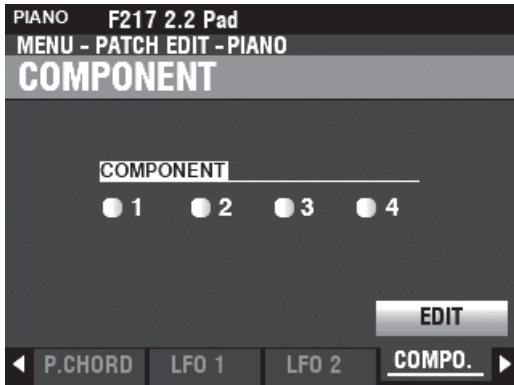 PIANO F217 2.2 Pad
MENU - PATCH EDIT - PIANO
COMPONENT
COMPONENT
1 2 3 4
EDIT
P.CHORD LFO 1 LFO 2 COMPO.